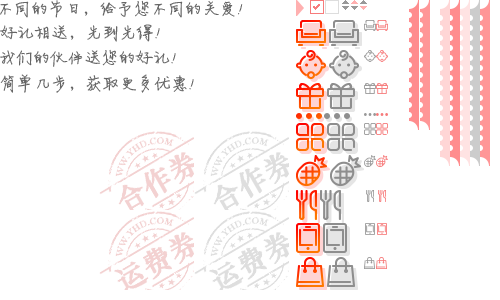 不同的节日，给予您不同的关爱！
好礼相送，先到先得！
我们的伙伴送您的好礼！
简单几步，获取更多优惠！
WWW.YHD.COM
WWW.YHD.COM
合作券
合作券
WWW.YHD.COM
WWW.YHD.COM
运费券
运费券